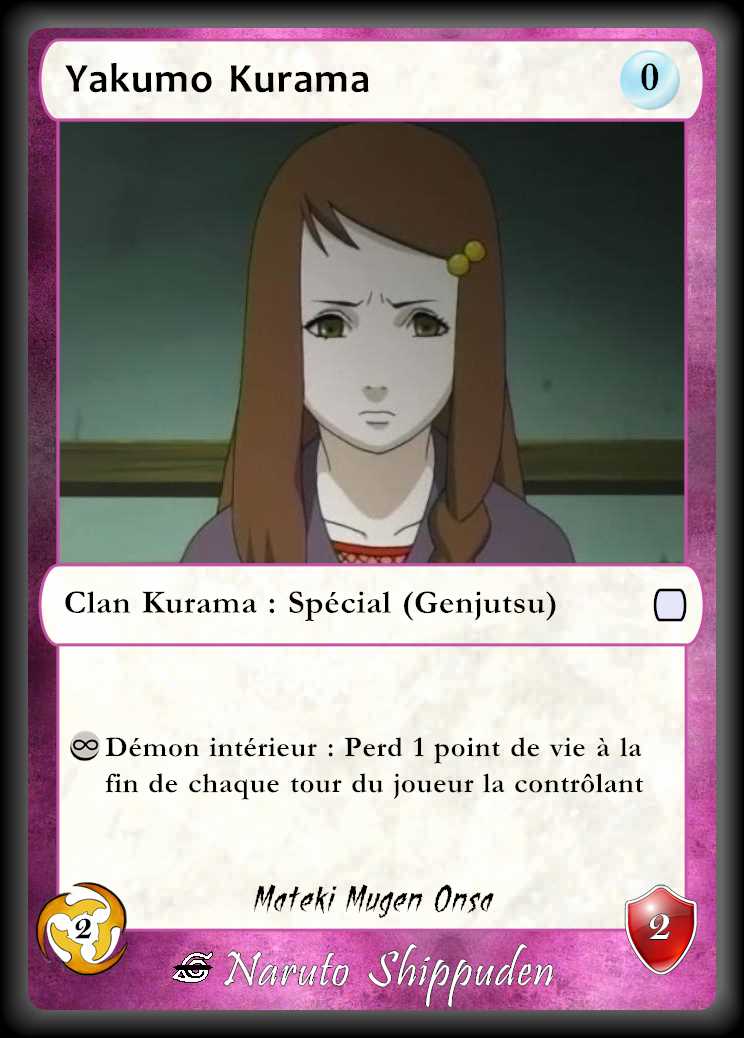 Yakumo Kurama
0
Clan Kurama : Spécial (Genjutsu)
∞ Démon intérieur : Perd 1 point de vie à la
fin de chaque tour du joueur la contrôlant
Mateki Mugen Onsa
2
2
Naruto Shippuden